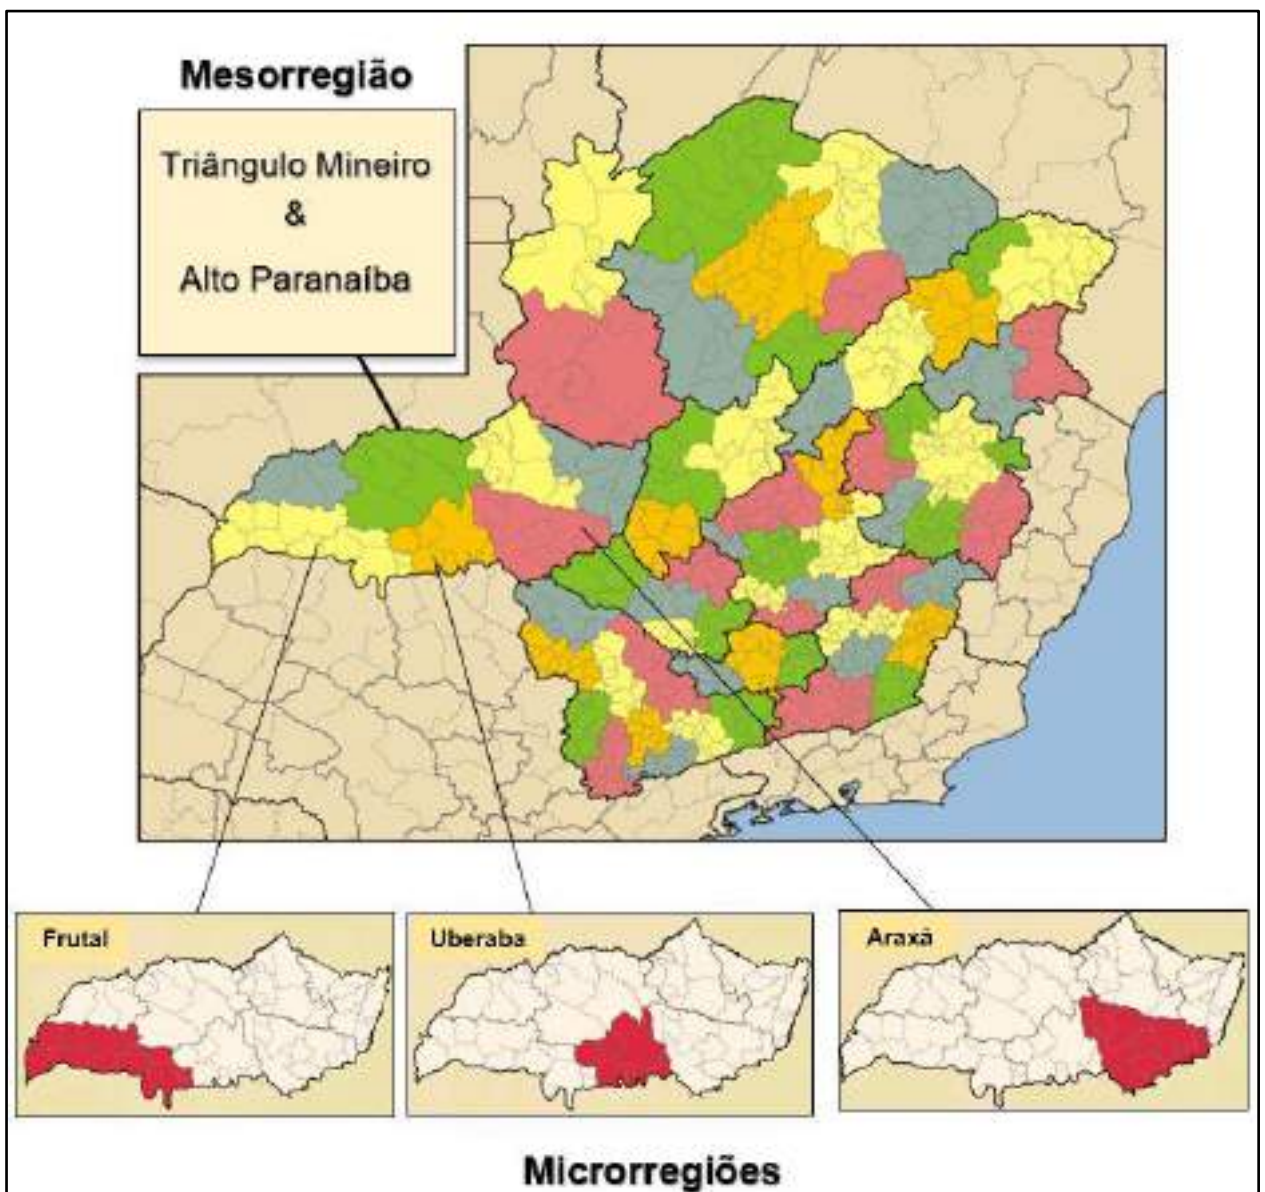 Mesorregião
Triângulo Mineiro
&
Alto Paranaíba
Frutal
Uberaba
Araxá
Microrregiões